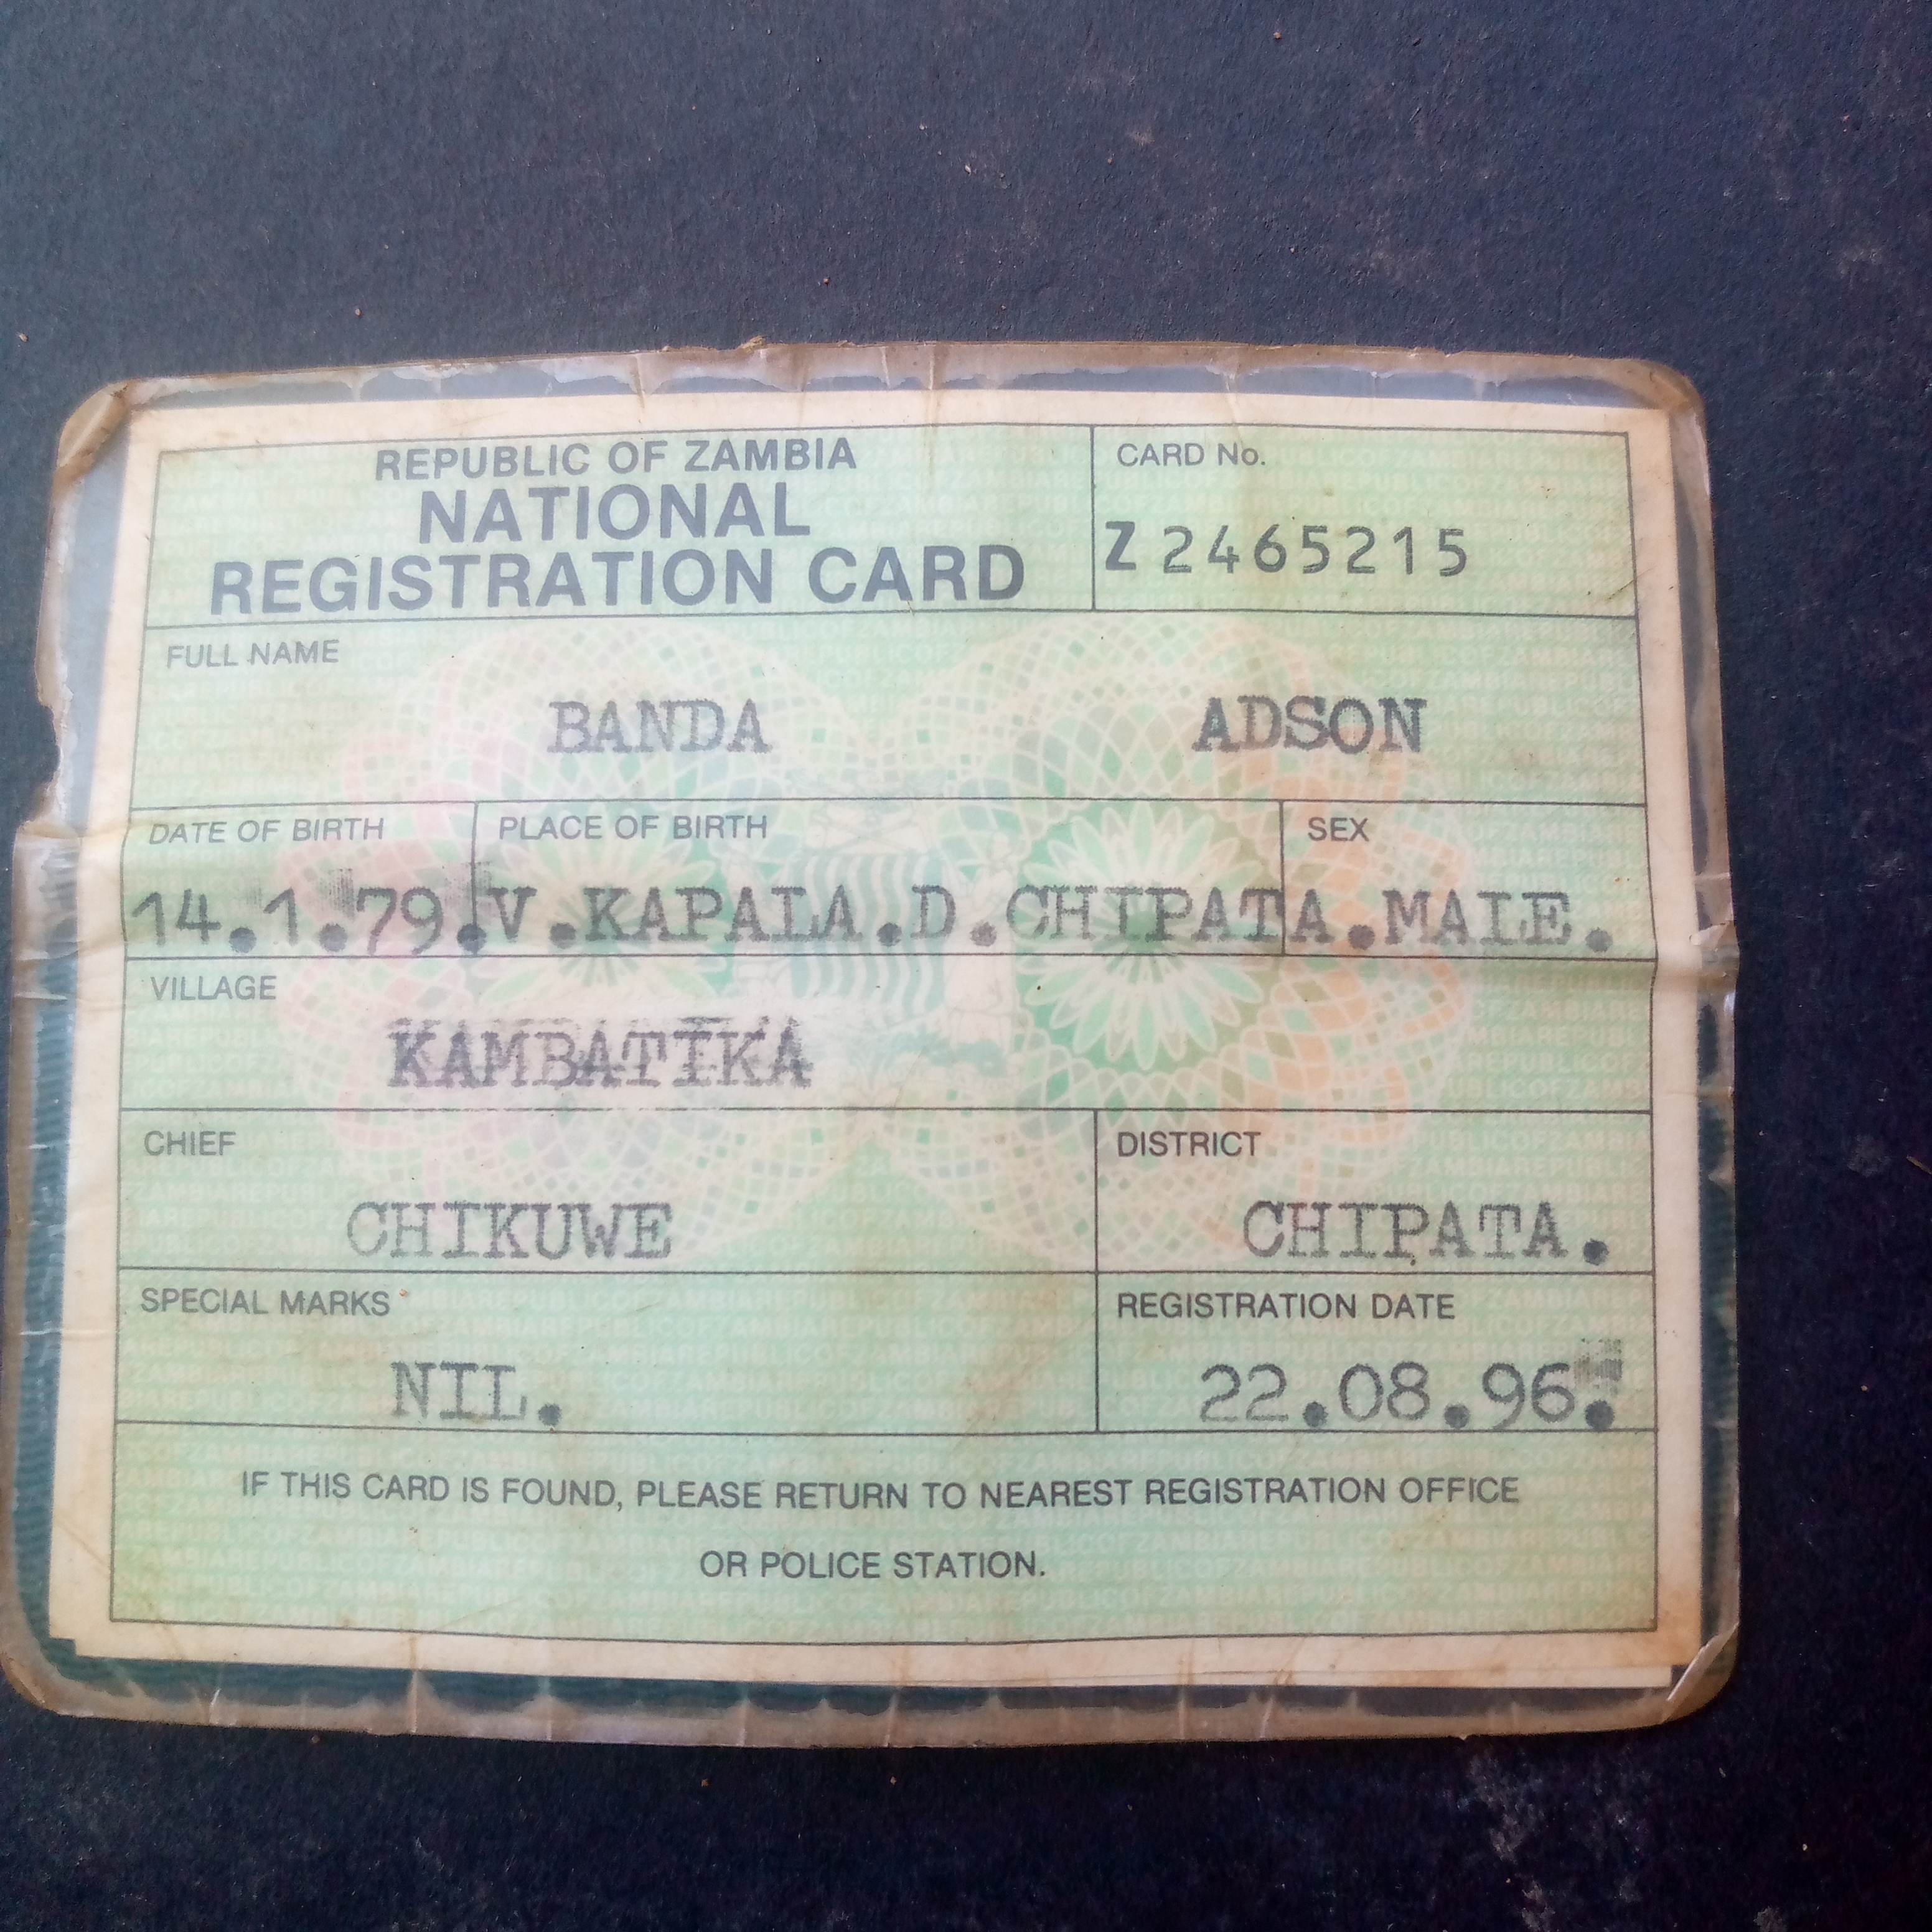 REPUBLIC OF ZAMBIA
NATIONAL
REGISTRATION CARD
CARD No.
Z 2465215
FULL NAME
BANDA ADSON
DATE OF BIRTH PLACE OF BIRTH SEX
14.1.79. V.KAPALA.D.CHIPATA. MALE.
VILLAGE
KAMBATIKA
CHIEF DISTRICT
CHIKUWE CHIPATA.
SPECIAL MARKS REGISTRATION DATE
NIL. 22.08.96.
IF THIS CARD IS FOUND, PLEASE RETURN TO NEAREST REGISTRATION OFFICE
OR POLICE STATION.